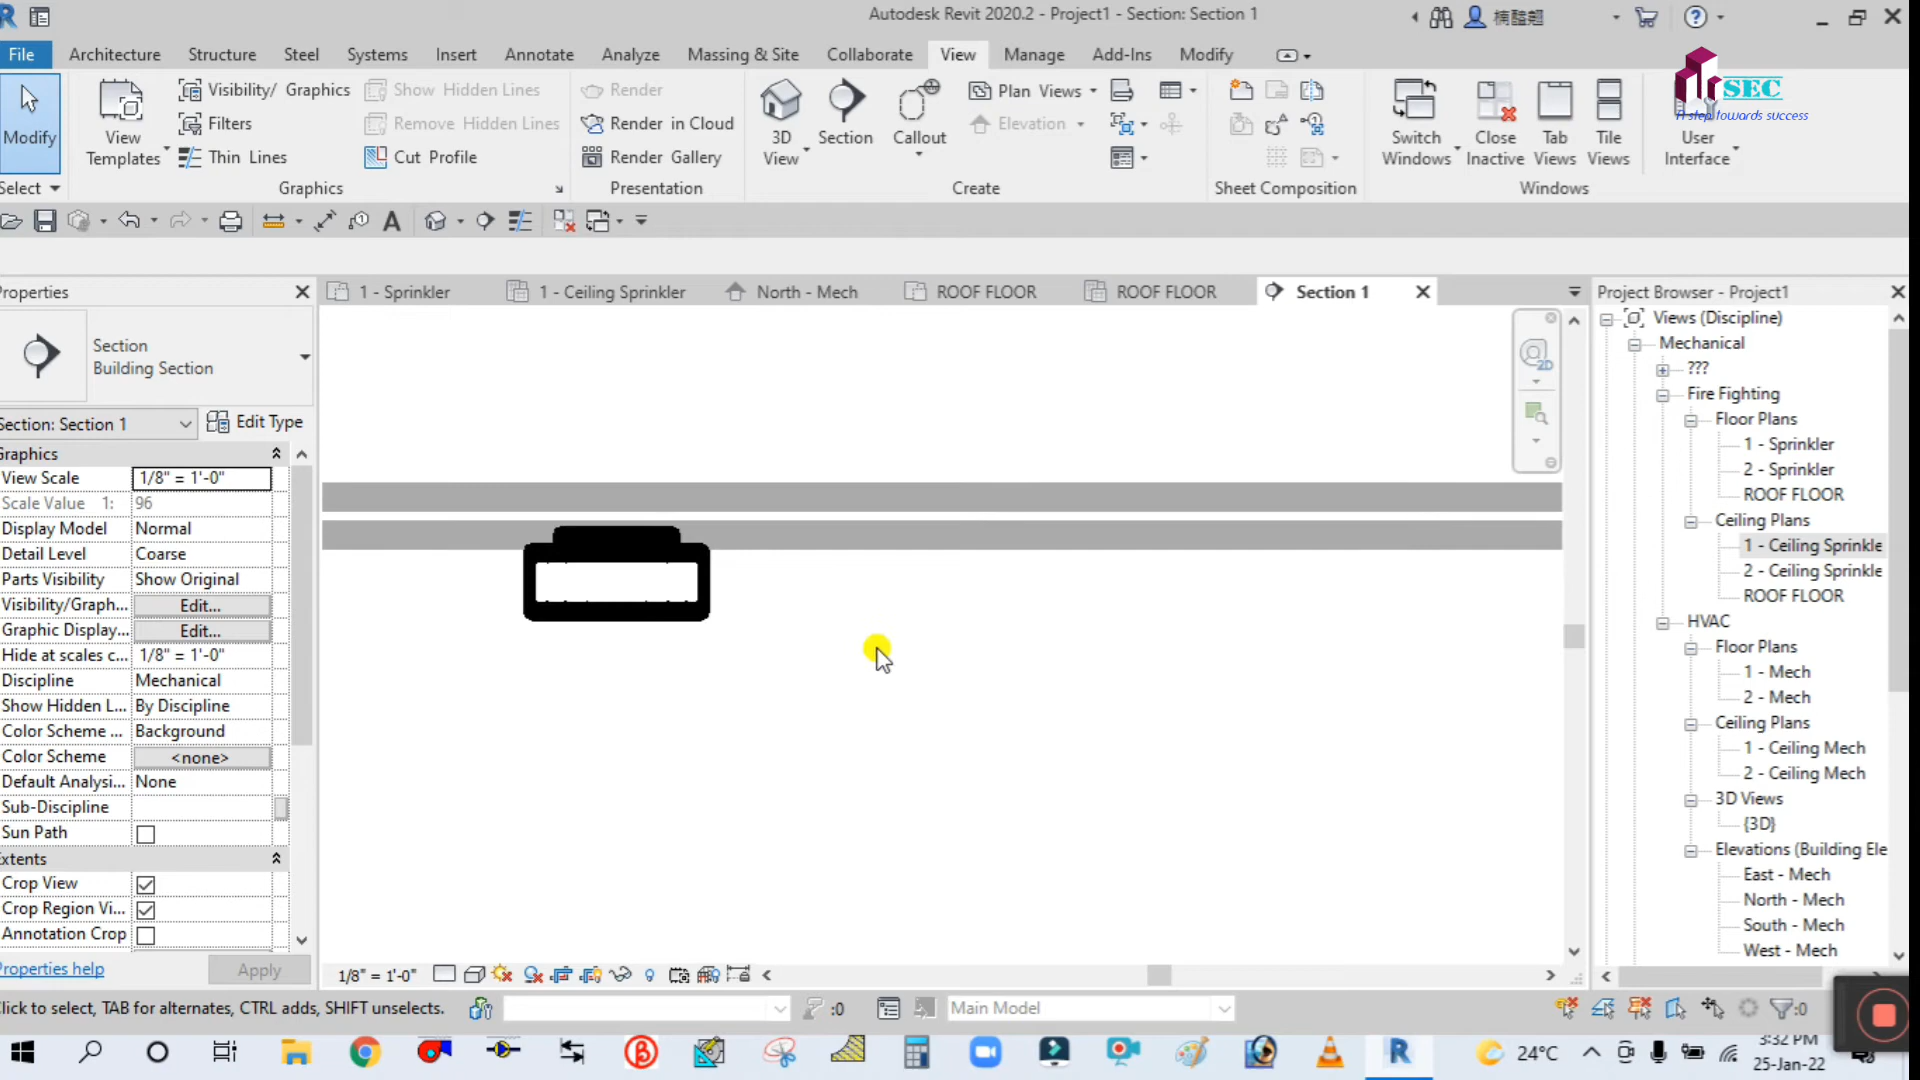 Autodesk Revit 2020.2 - Project1 - Section: Section 1
File Architecture Structure Steel Systems Insert Annotate Analyze Massing & Site Collaborate View Manage Add-Ins Modify
SEC
A step towards success
Modify
Select
View Templates
Visibility/ Graphics
Filters
Thin Lines
Show Hidden Lines
Remove Hidden Lines
Cut Profile
Graphics
Render
Render in Cloud
Render Gallery
Presentation
3D View
Section
Callout
Plan Views
Elevation
Create
Sheet Composition
Switch Windows
Close Inactive
Tab Views
Tile Views
User Interface
Windows
Properties
1 - Sprinkler
1 - Ceiling Sprinkler
North - Mech
ROOF FLOOR
ROOF FLOOR
Section 1
Project Browser - Project1
Section
Building Section
Section: Section 1
Edit Type
Graphics
View Scale 1/8" = 1'-0"
Scale Value 1: 96
Display Model Normal
Detail Level Coarse
Parts Visibility Show Original
Visibility/Graph... Edit...
Graphic Display... Edit...
Hide at scales c... 1/8" = 1'-0"
Discipline Mechanical
Show Hidden L... By Discipline
Color Scheme ... Background
Color Scheme <none>
Default Analysi... None
Sub-Discipline
Sun Path
Extents
Crop View
Crop Region Vi...
Annotation Crop
Properties help
Apply
2D
Views (Discipline)
Mechanical
???
Fire Fighting
Floor Plans
1 - Sprinkler
2 - Sprinkler
ROOF FLOOR
Ceiling Plans
1 - Ceiling Sprinkle
2 - Ceiling Sprinkle
ROOF FLOOR
HVAC
Floor Plans
1 - Mech
2 - Mech
Ceiling Plans
1 - Ceiling Mech
2 - Ceiling Mech
3D Views
{3D}
Elevations (Building Ele
East - Mech
North - Mech
South - Mech
West - Mech
1/8" = 1'-0"
Click to select, TAB for alternates, CTRL adds, SHIFT unselects.
:0
Main Model
:0
24°C
3:32 PM
25-Jan-22